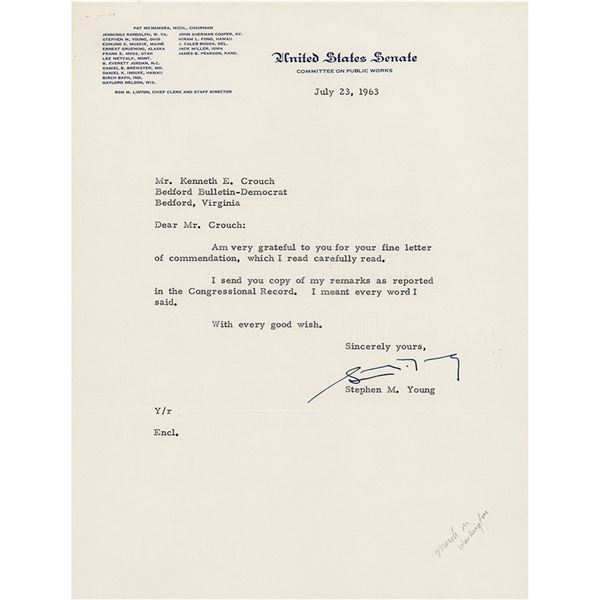 PAT McNAMARA, MICH., CHAIRMAN
JENNINGS RANDOLPH, W. VA.
STEPHEN M. YOUNG, OHIO
EDMUND S. MUSKIE, MAINE
ERNEST GRUENING, ALASKA
FRANK E. MOSS, UTAH
LEE METCALF, MONT.
B. EVERETT JORDAN, N.C.
DANIEL B. BREWSTER, MD.
DANIEL K. INOUYE, HAWAII
BIRCH BAYH, IND.
GAYLORD NELSON, WIS.
JOHN SHERMAN COOPER, KY.
HIRAM L. FONG, HAWAII
J. CALEB BOGGS, DEL.
JACK MILLER, IOWA
JAMES B. PEARSON, KANS.
RON M. LINTON, CHIEF CLERK AND STAFF DIRECTOR
United States Senate
COMMITTEE ON PUBLIC WORKS
July 23, 1963
Mr. Kenneth E. Crouch
Bedford Bulletin-Democrat
Bedford, Virginia
Dear Mr. Crouch:
Am very grateful to you for your fine letter
of commendation, which I read carefully read.
I send you copy of my remarks as reported
in the Congressional Record. I meant every word I
said.
With every good wish.
Sincerely yours,
Stephen M. Young
Y/r
Encl.
March on
Washington